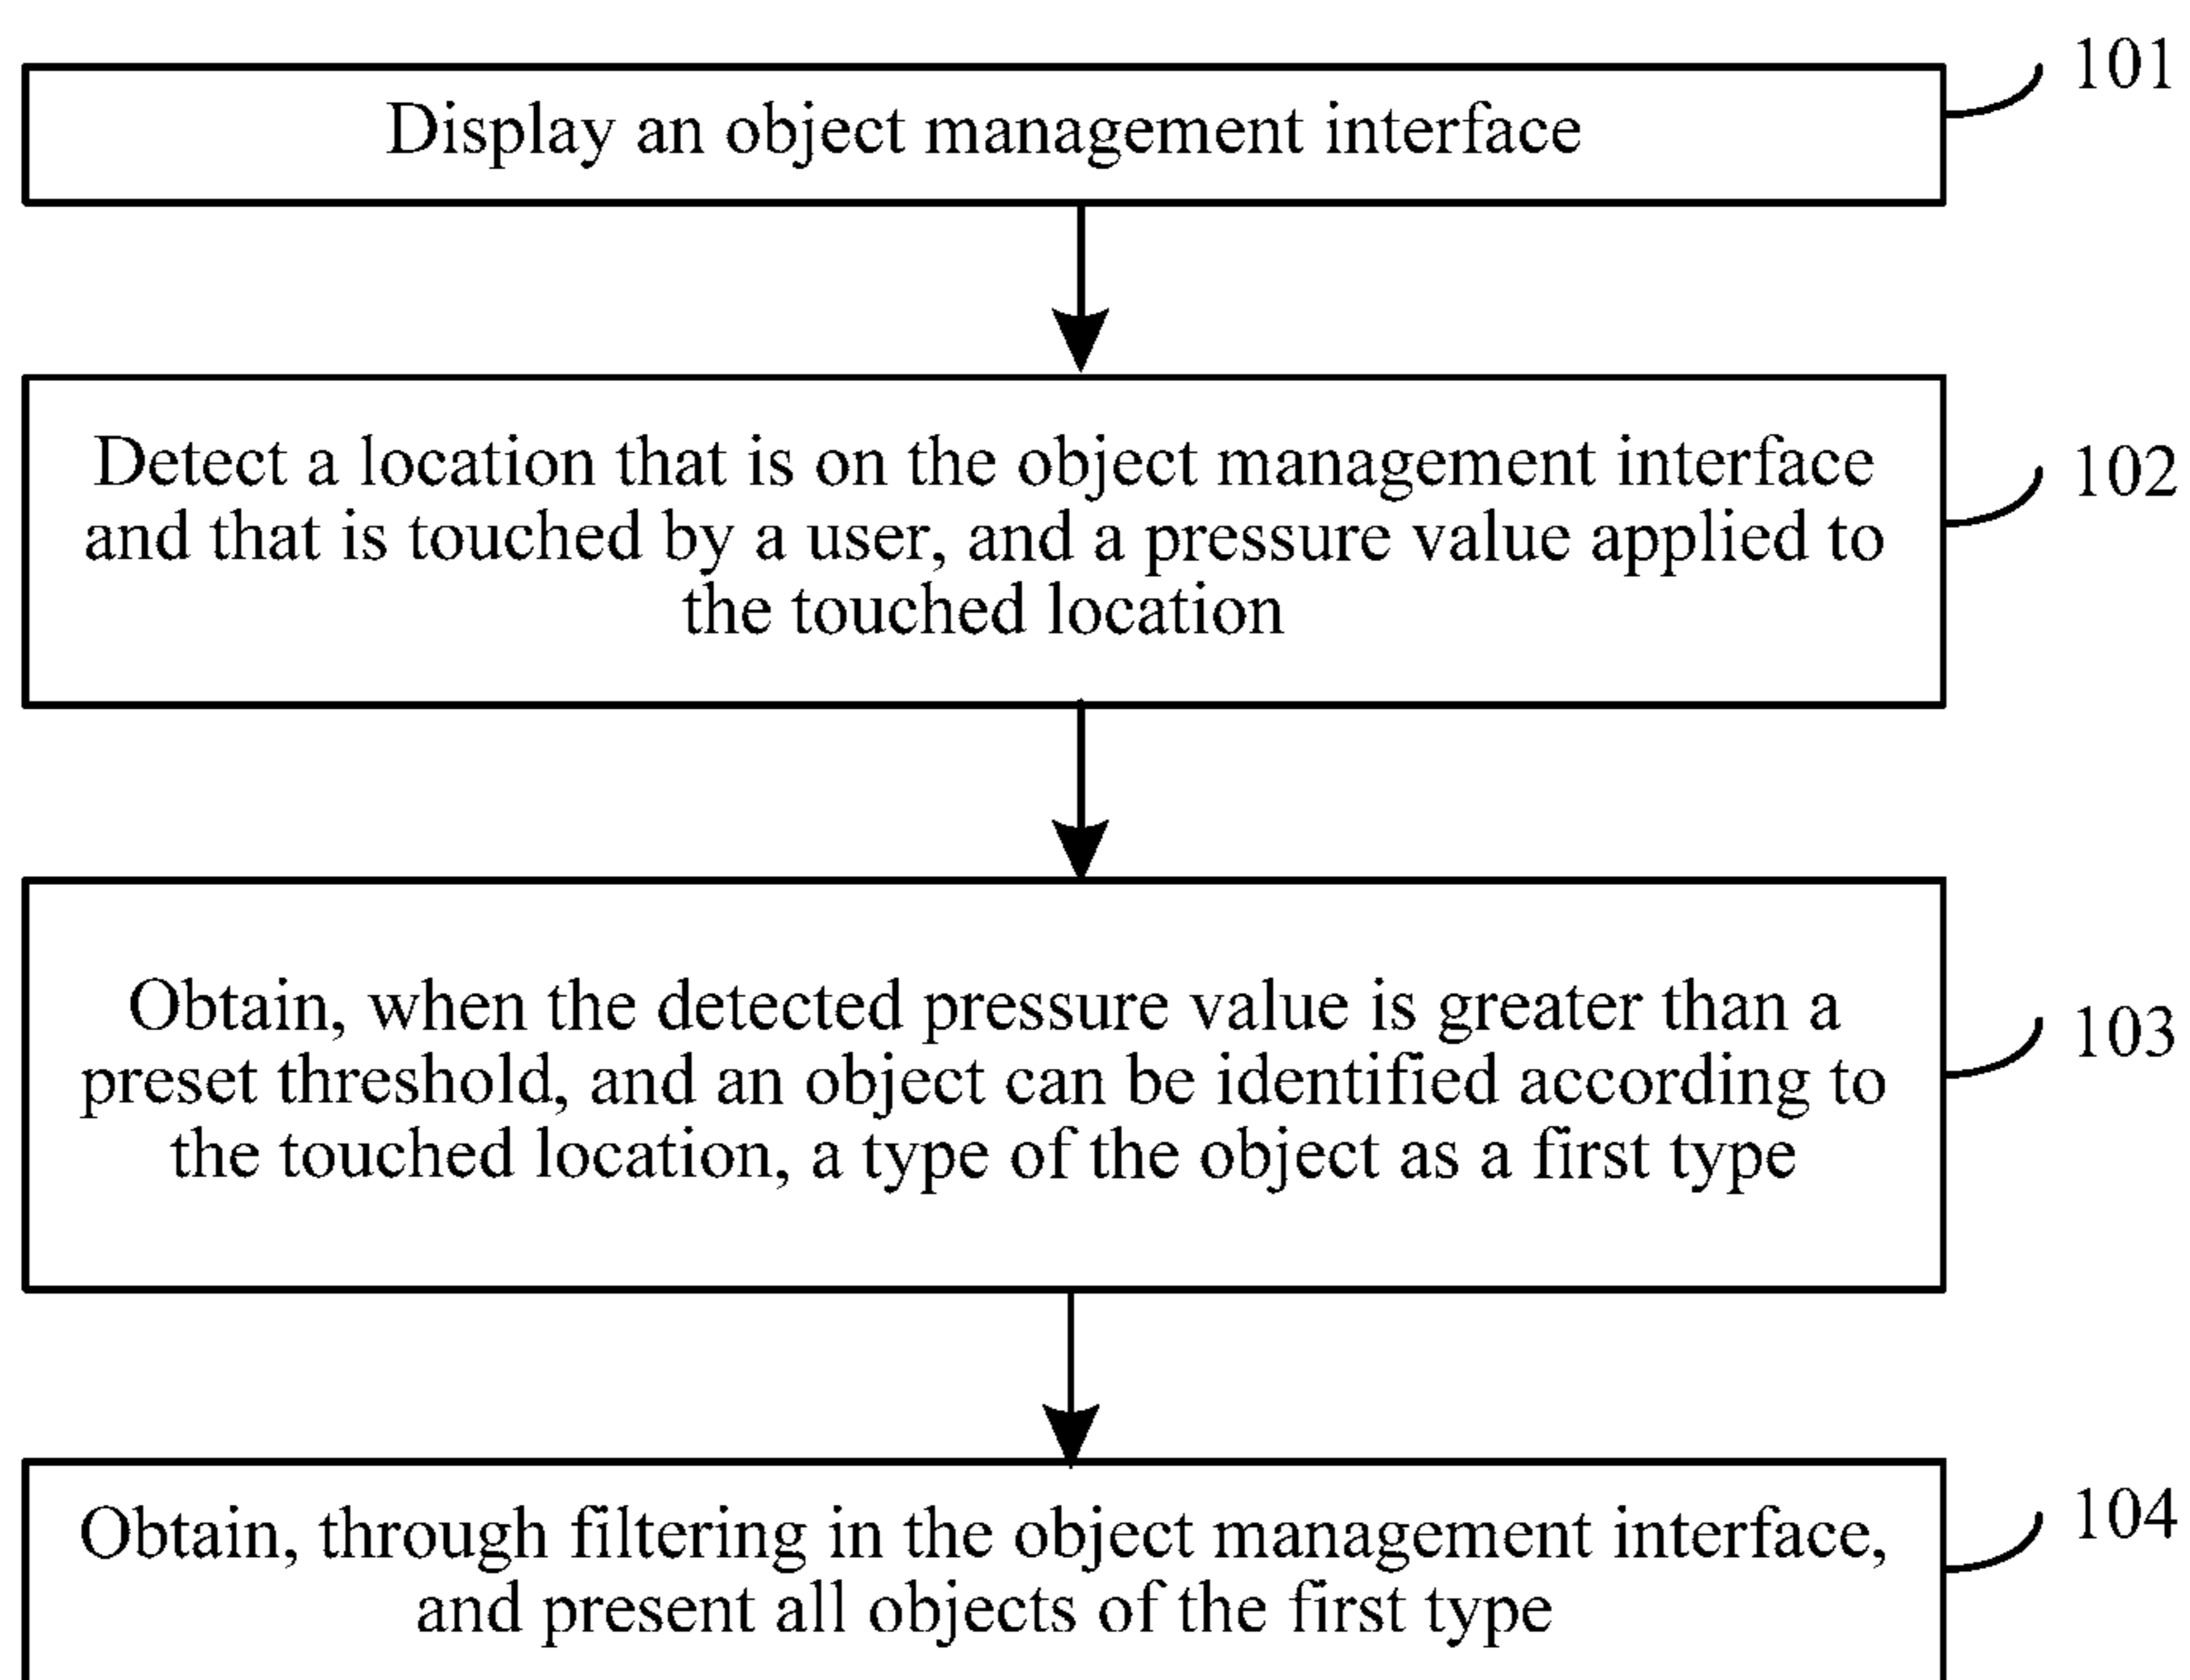 101
Display an object management interface
Detect a location that is on the object management interface
102
and that is touched by a user, and a pressure value applied to
the touched location
Obtain, when the detected pressure value is greater than a
103
preset threshold, and an object can be identified according to
the touched location, a type of the object as a first type
104
Obtain, through filtering in the object management interface,
and present all objects of the first type